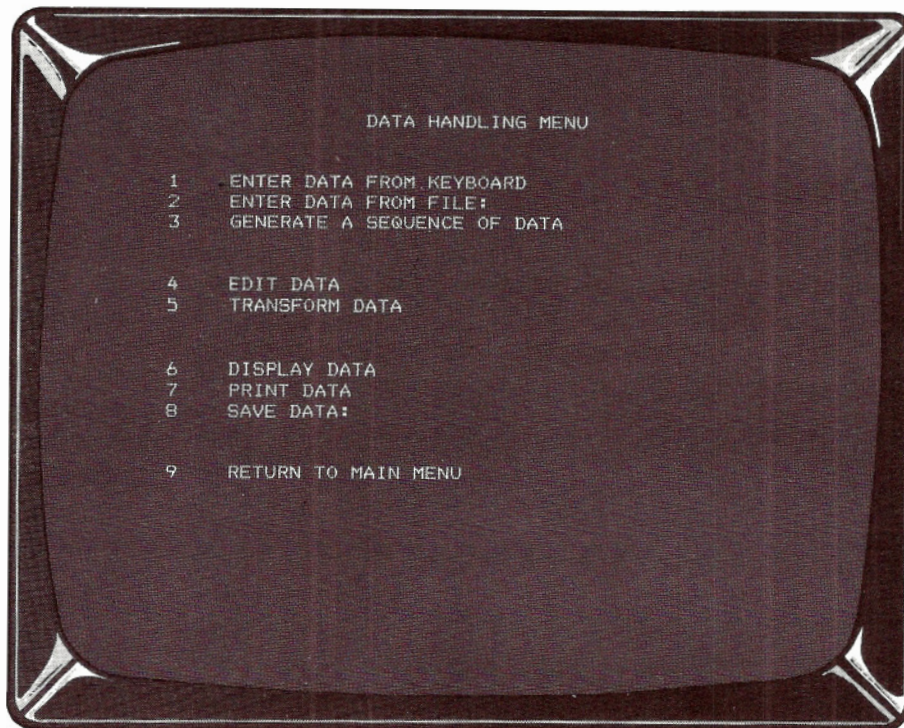 DATA HANDLING MENU
1 ENTER DATA FROM KEYBOARD
2 ENTER DATA FROM FILE:
3 GENERATE A SEQUENCE OF DATA
4 EDIT DATA
5 TRANSFORM DATA
6 DISPLAY DATA
7 PRINT DATA
8 SAVE DATA:
9 RETURN TO MAIN MENU